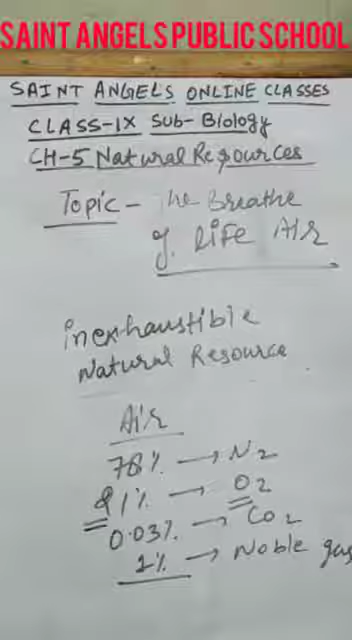 SAINT ANGELS PUBLIC SCHOOL
SAINT ANGELS ONLINE CLASSES
CLASS-IX Sub- Biology
CH-5 Natural Resources
Topic - The Breathe
of life Air
inexhaustible
Natural Resource
Air
78% → N2
21% → O2
0.03% → CO2
1% → Noble gas